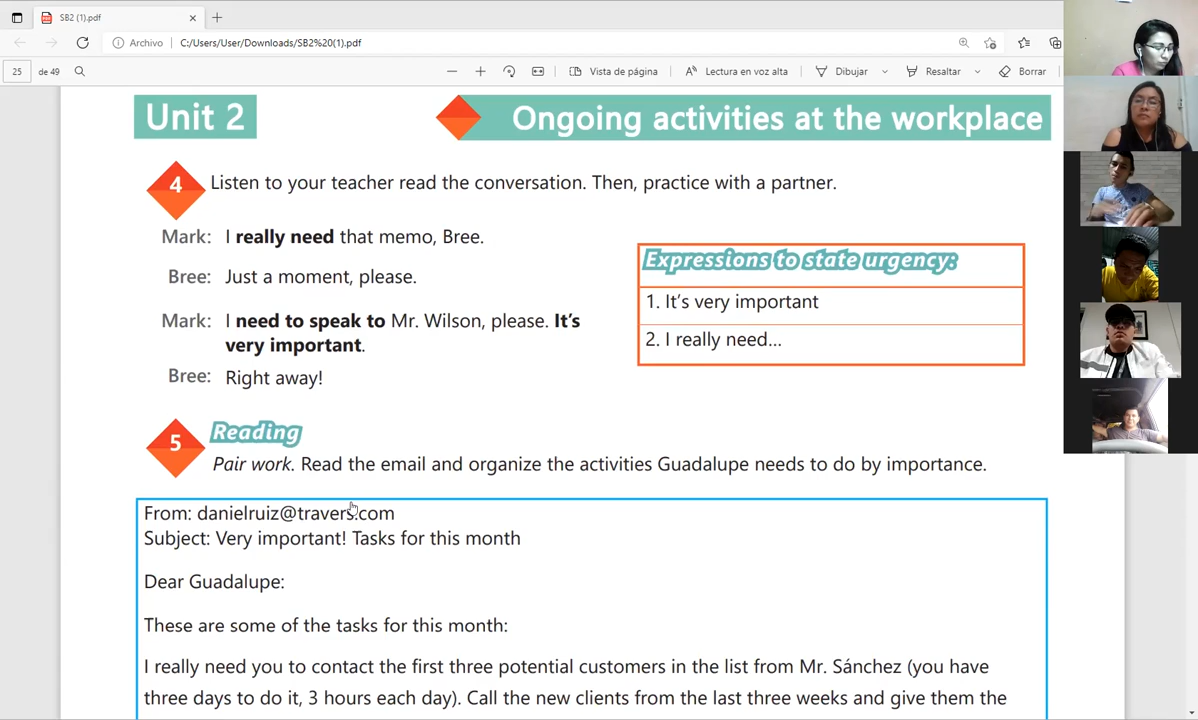 SB2 (1).pdf
Archivo C:/Users/User/Downloads/SB2%20(1).pdf
25 de 49 Vista de página Lectura en voz alta Dibujar Resaltar Borrar
Unit 2 Ongoing activities at the workplace
4 Listen to your teacher read the conversation. Then, practice with a partner.
Mark: I really need that memo, Bree.
Bree: Just a moment, please.
Mark: I need to speak to Mr. Wilson, please. It's
very important.
Bree: Right away!
Expressions to state urgency:
1. It's very important
2. I really need...
5 Reading
Pair work. Read the email and organize the activities Guadalupe needs to do by importance.
From: danielruiz@travers.com
Subject: Very important! Tasks for this month
Dear Guadalupe:
These are some of the tasks for this month:
I really need you to contact the first three potential customers in the list from Mr. Sánchez (you have
three days to do it, 3 hours each day). Call the new clients from the last three weeks and give them the